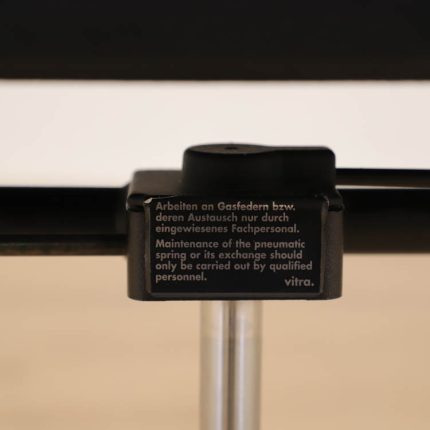 Arbeiten an Gasfedern bzw.
deren Austausch nur durch
eingewiesenes Fachpersonal.
Maintenance of the pneumatic
spring or its exchange should
only be carried out by qualified
personnel.
vitra.